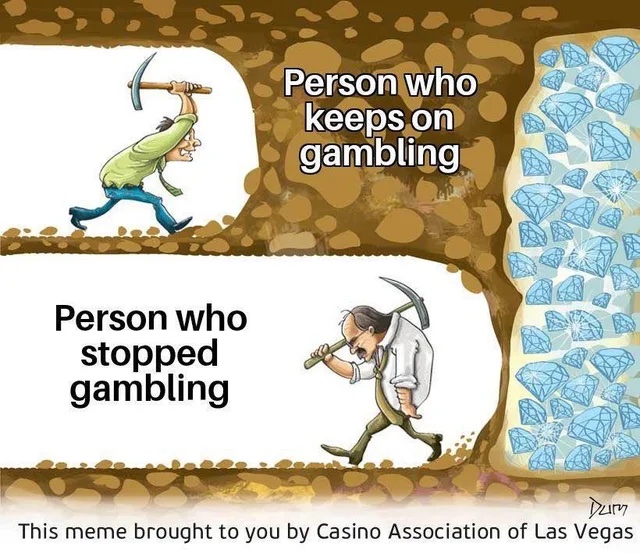 Person who
keeps on
gambling
Person who
stopped
gambling
Dum
This meme brought to you by Casino Association of Las Vegas